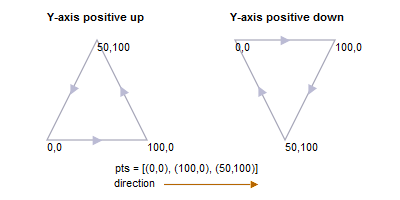 Y-axis positive up
Y-axis positive down
50,100
0,0
100,0
0,0
100,0
50,100
pts = [(0,0), (100,0), (50,100)]
direction